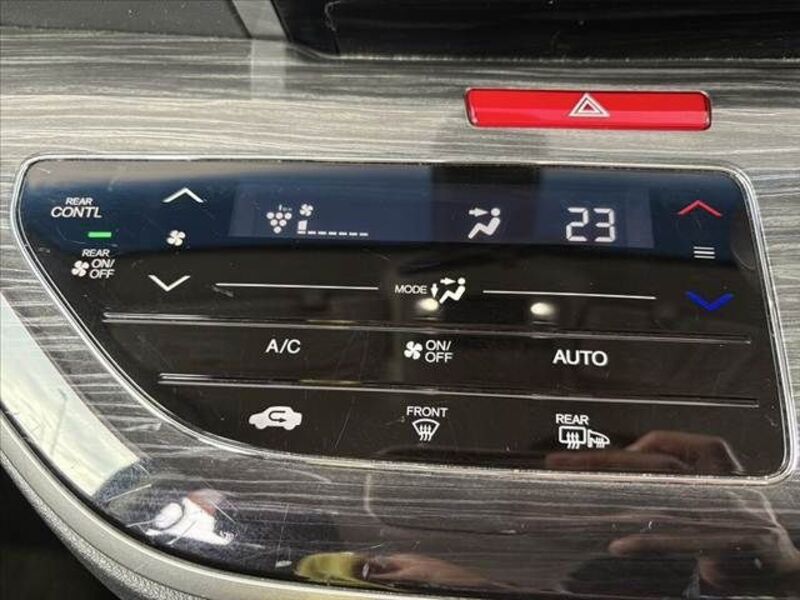 REAR
CONTL
REAR
ON/
OFF
23
MODE
A/C
ON/
OFF
AUTO
FRONT
REAR